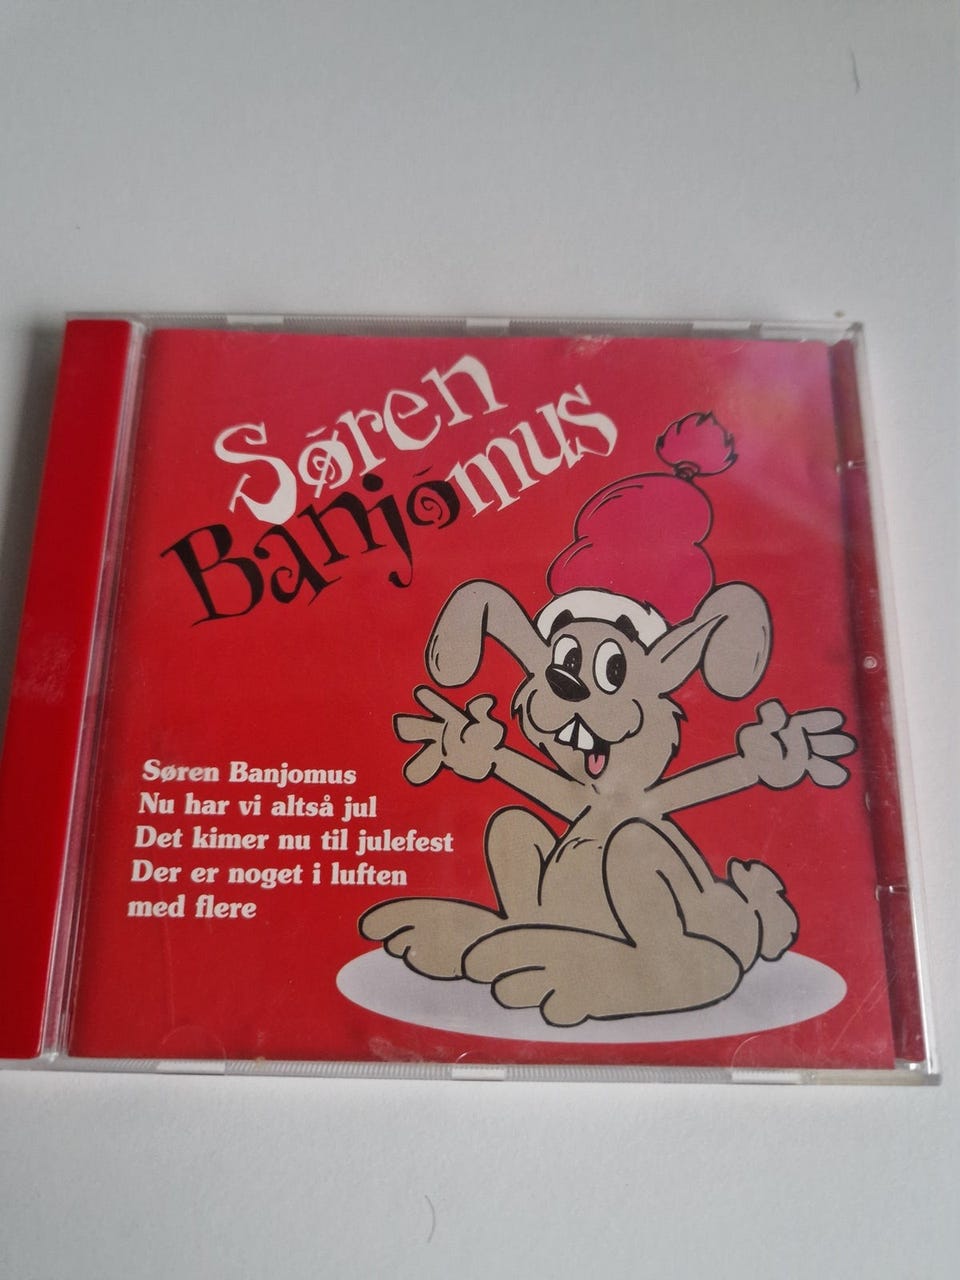 Søren
Banjomus
Søren Banjomus
Nu har vi altså jul
Det kimer nu til julefest
Der er noget i luften
med flere